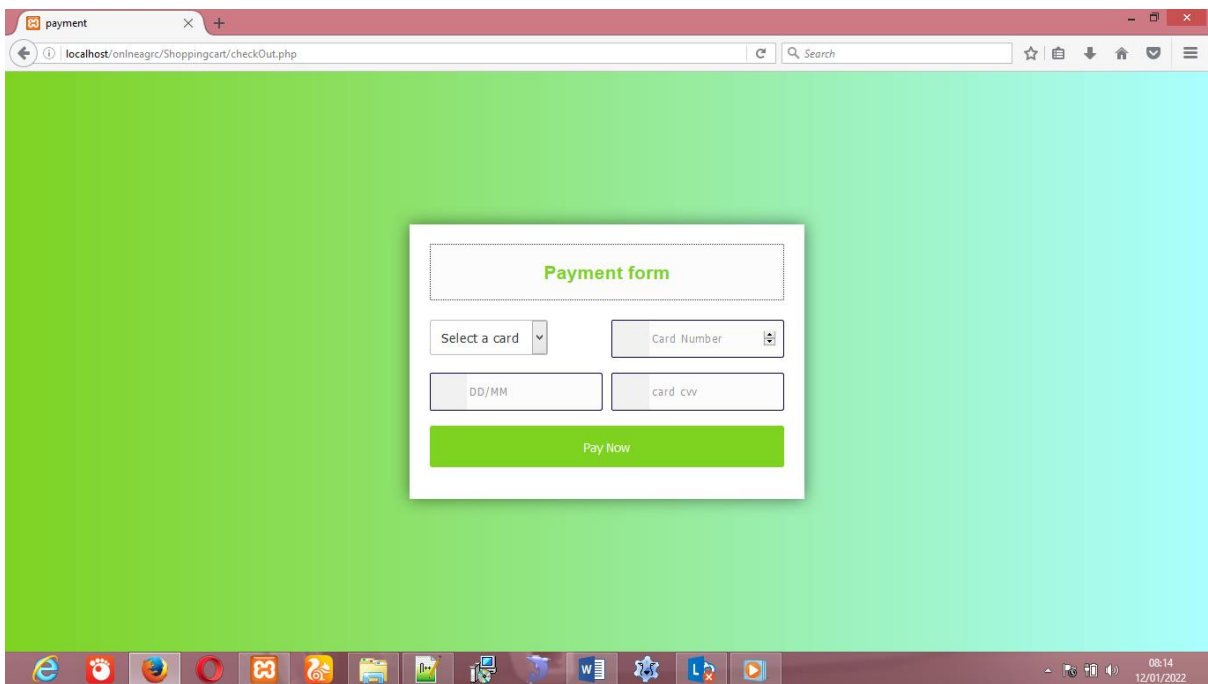 payment
localhost/onlneagrc/Shoppingcart/checkOut.php
Search
Payment form
Select a card
Card Number
DD/MM
card cvv
Pay Now
08:14
12/01/2022